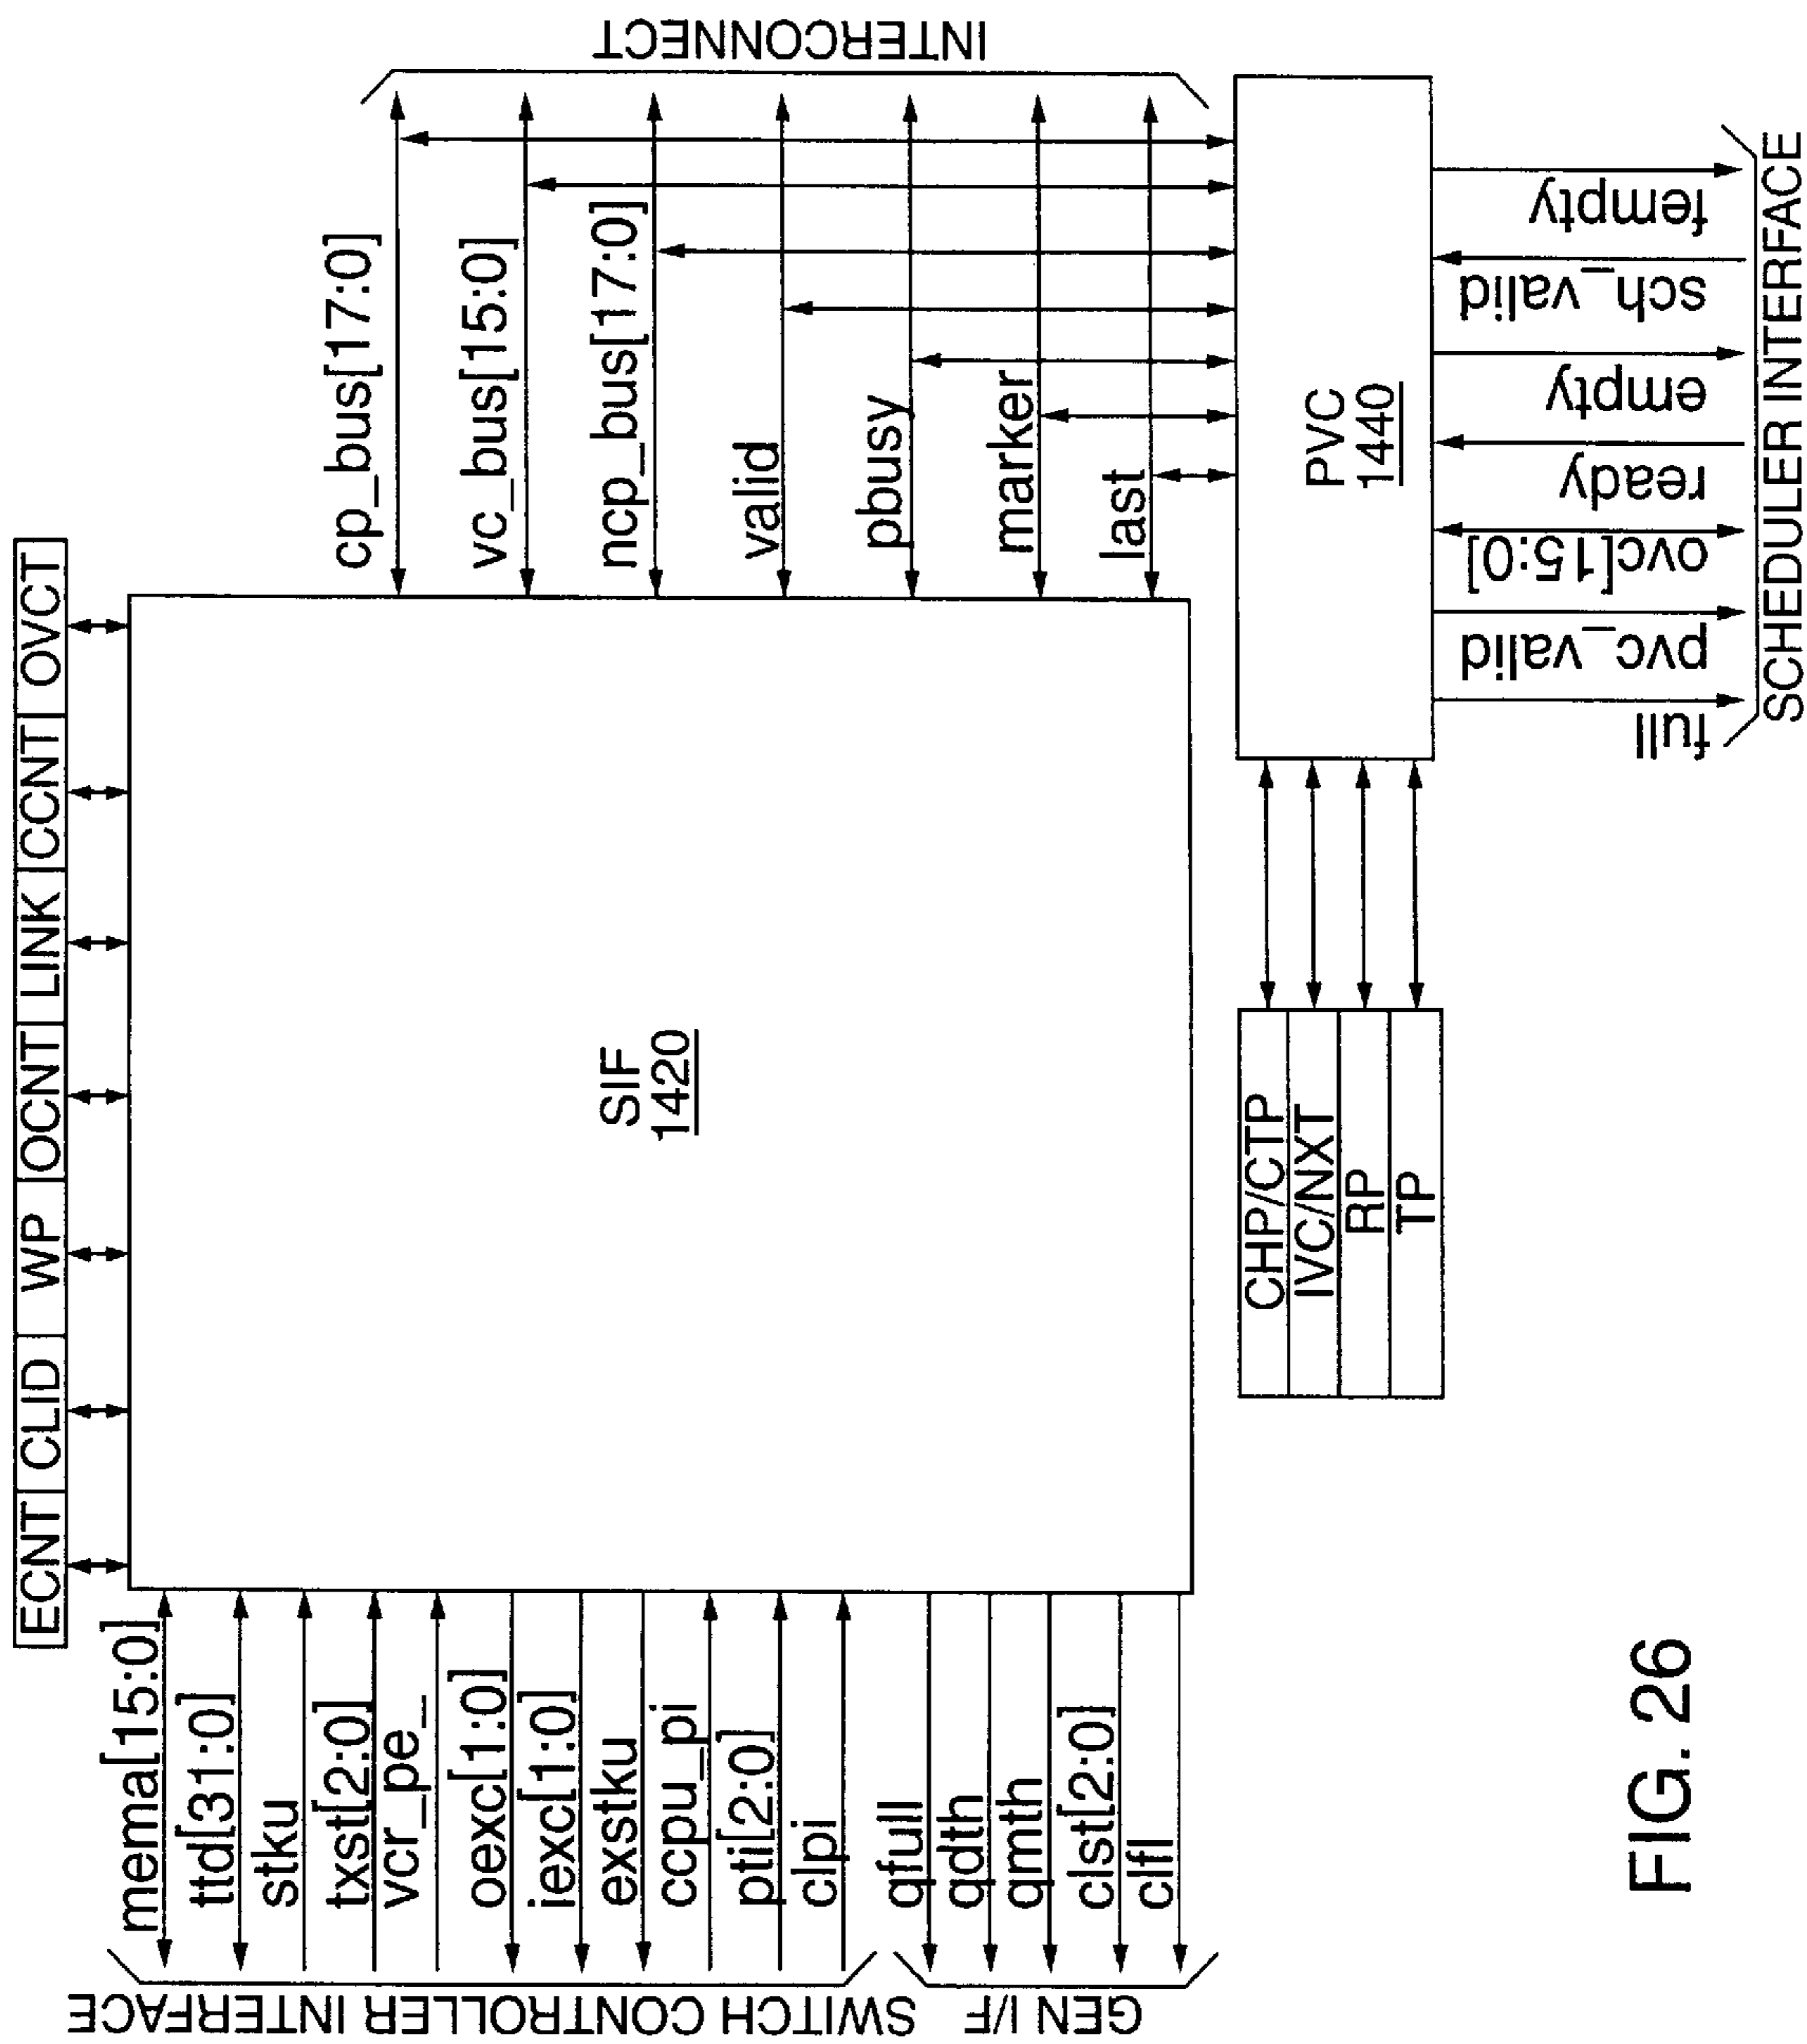 ECNT CLID WP OCNT LINK ICCNT OVCT
mema[15:0]
ttd[31:0]
stku
txst[2:0]
vcr_pe_
oexc[1:0]
iexc[1:0]
exstku
ccpu_pi
pti[2:0]
clpi
SWITCH CONTROLLER INTERFACE
qfull
qdth
qmth
clst[2:0]
clfl
GEN I/F
SIF
1420
cp_bus[17:0]
vc_bus[15:0]
ncp_bus[17:0]
valid
pbusy
marker
last
INTERCONNECT
CHP/CTP
IVC/NXT
RP
TP
PVC
1440
full
pvc_valid
ovc[15:0]
ready
empty
sch_valid
fempty
SCHEDULER INTERFACE
FIG. 26